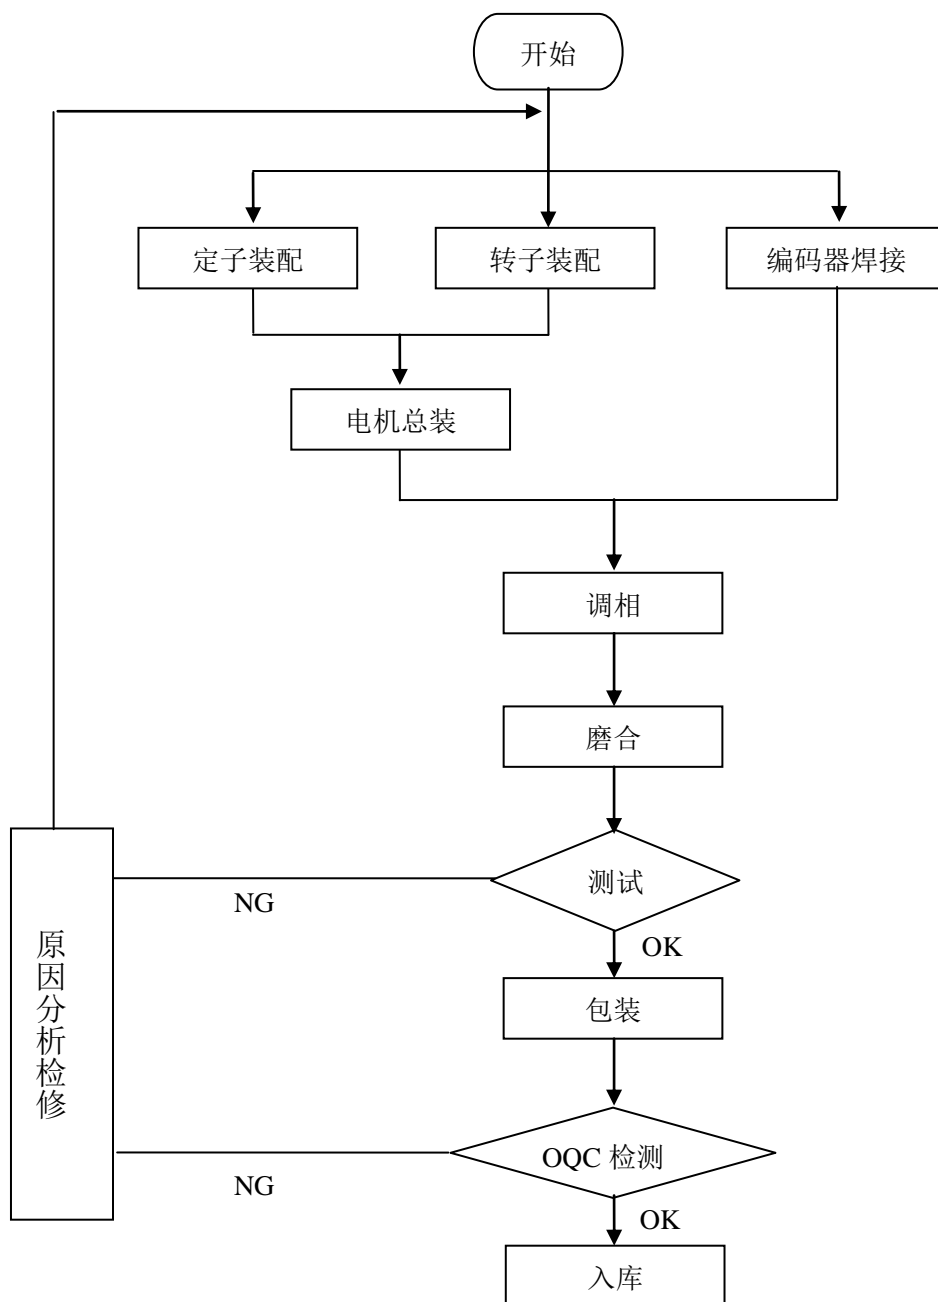 开始
定子装配
转子装配
编码器焊接
电机总装
调相
磨合
测试
NG
OK
原因分析检修
包装
OQC 检测
NG
OK
入库